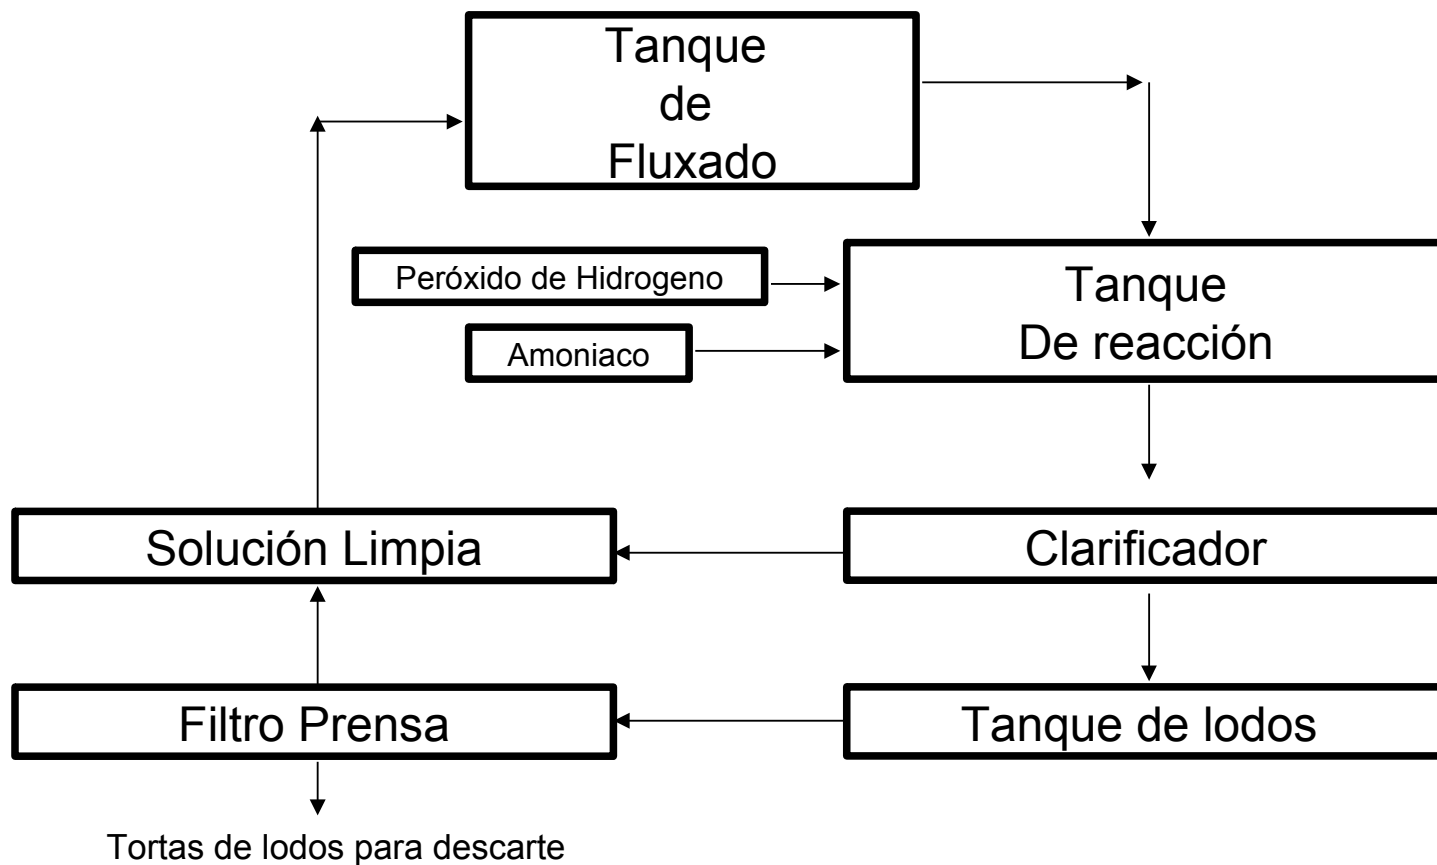 Tanque
de
Fluxado
Peróxido de Hidrogeno
Amoniaco
Tanque
De reacción
Solución Limpia
Clarificador
Filtro Prensa
Tanque de lodos
Tortas de lodos para descarte